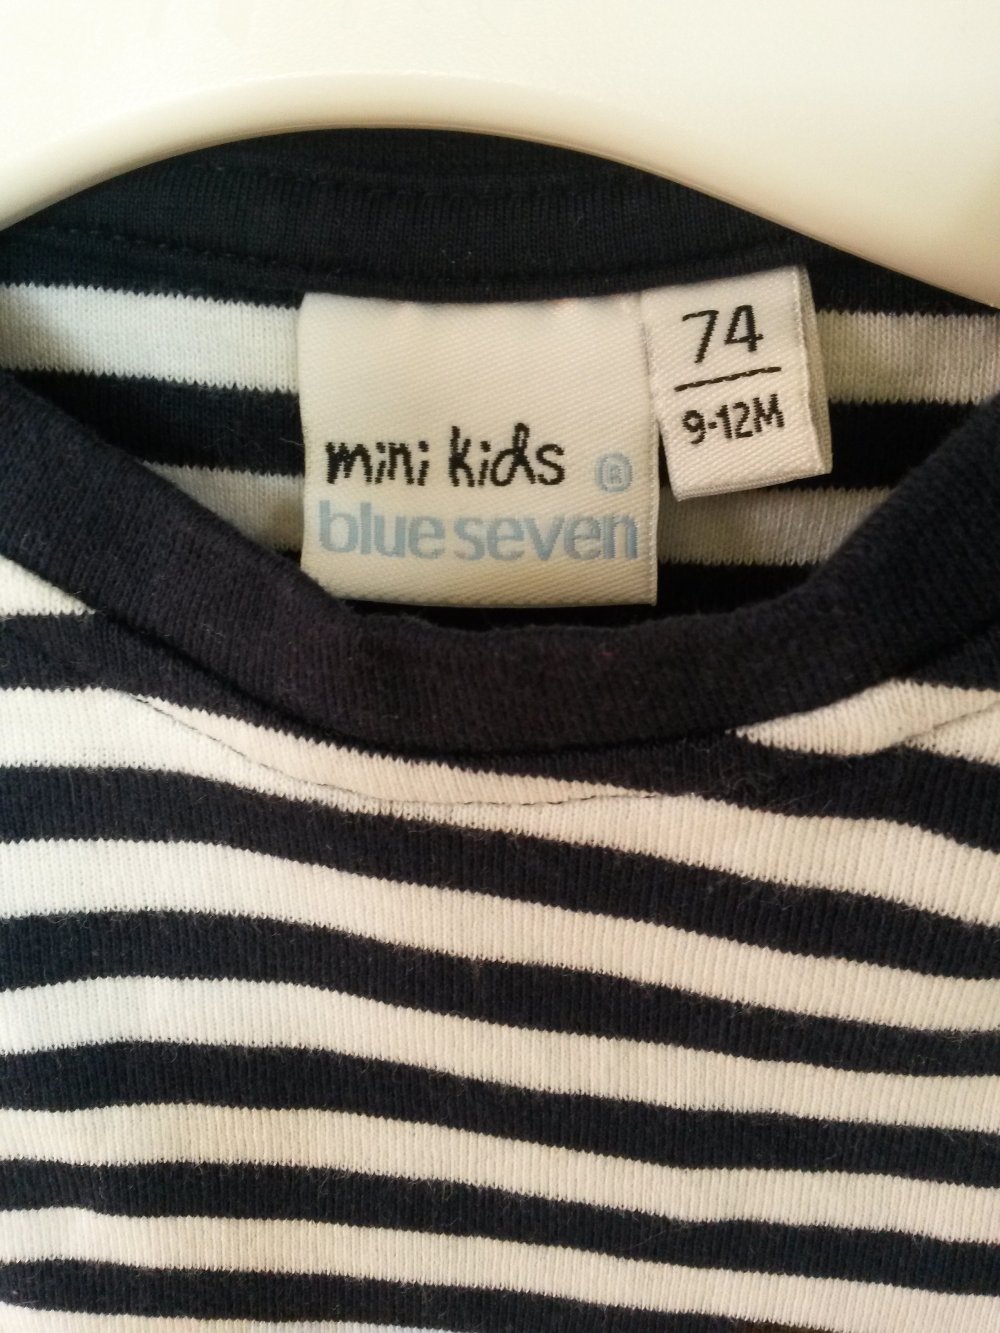 mini kids ®
blue seven
74
9-12M